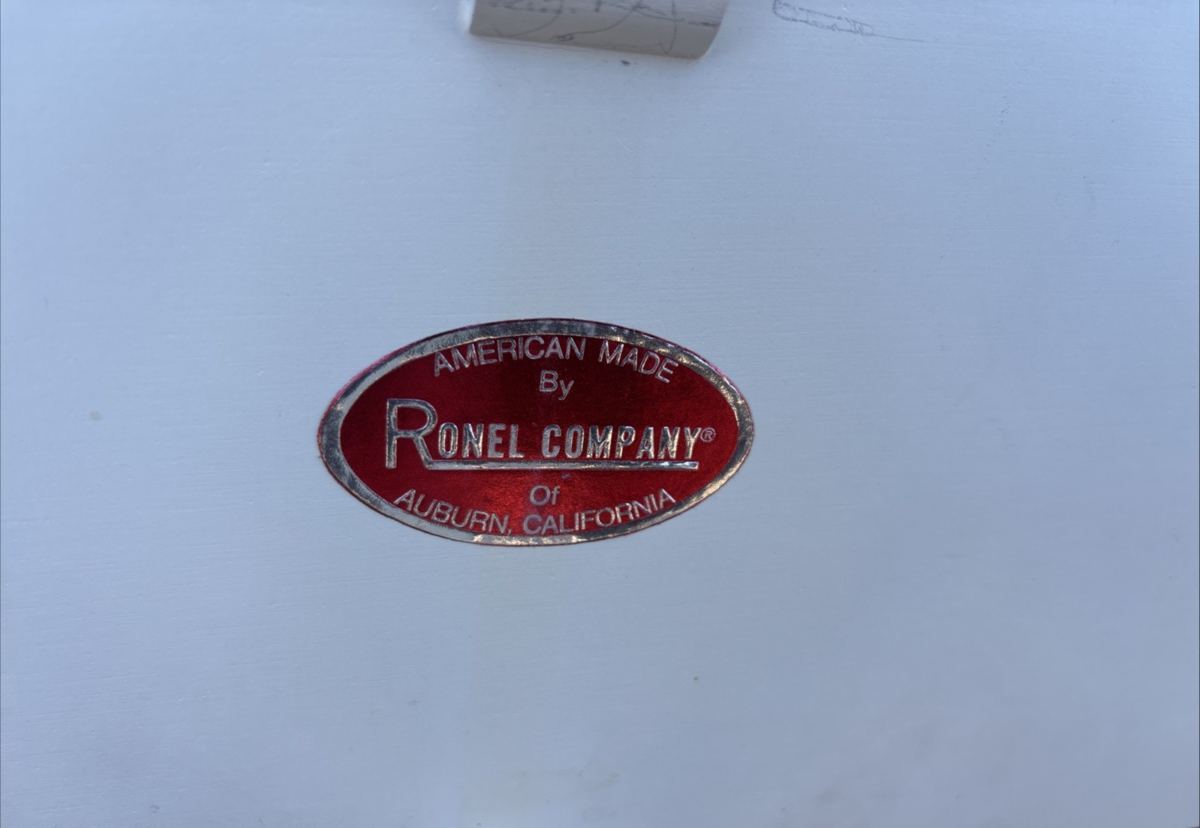 AMERICAN MADE
By
RONEL COMPANY®
Of
AUBURN, CALIFORNIA